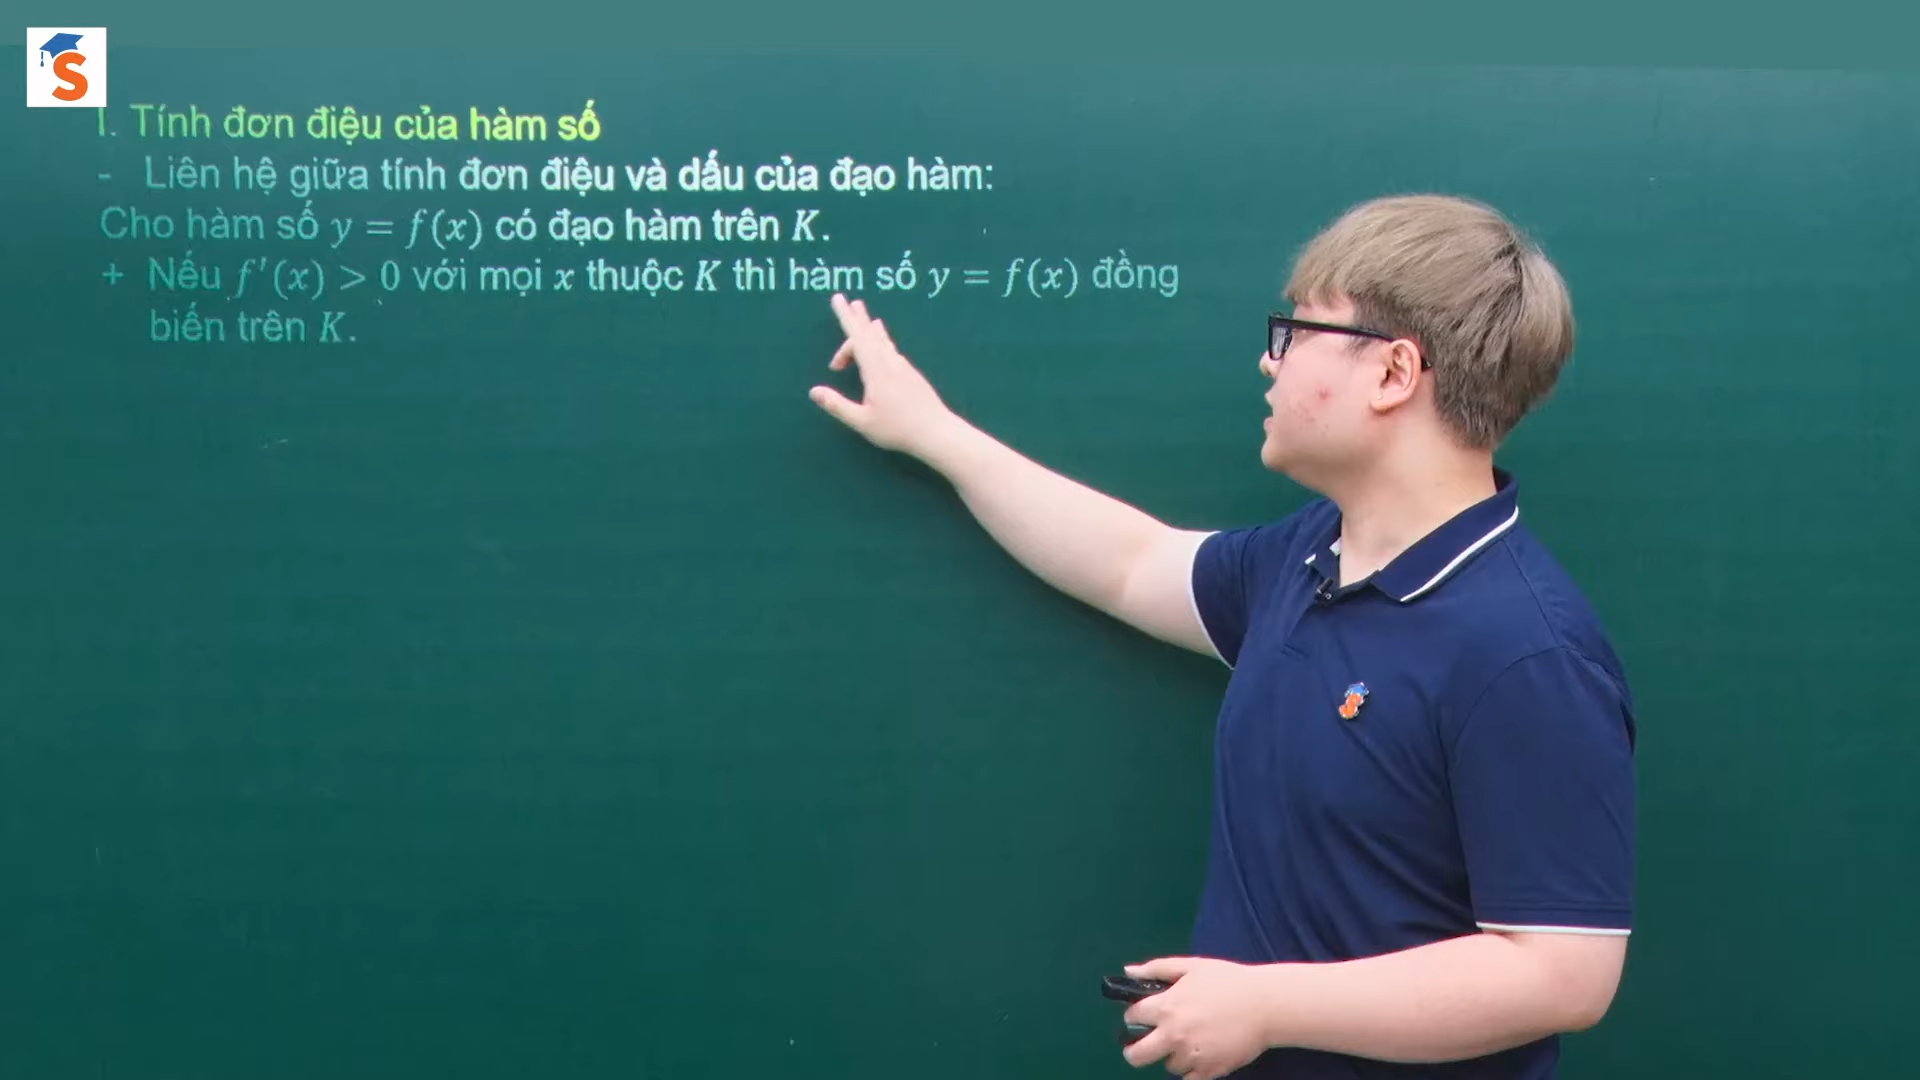 S
I. Tính đơn điệu của hàm số
- Liên hệ giữa tính đơn điệu và dấu của đạo hàm:
Cho hàm số y = f(x) có đạo hàm trên K.
+ Nếu f'(x) > 0 với mọi x thuộc K thì hàm số y = f(x) đồng
biến trên K.